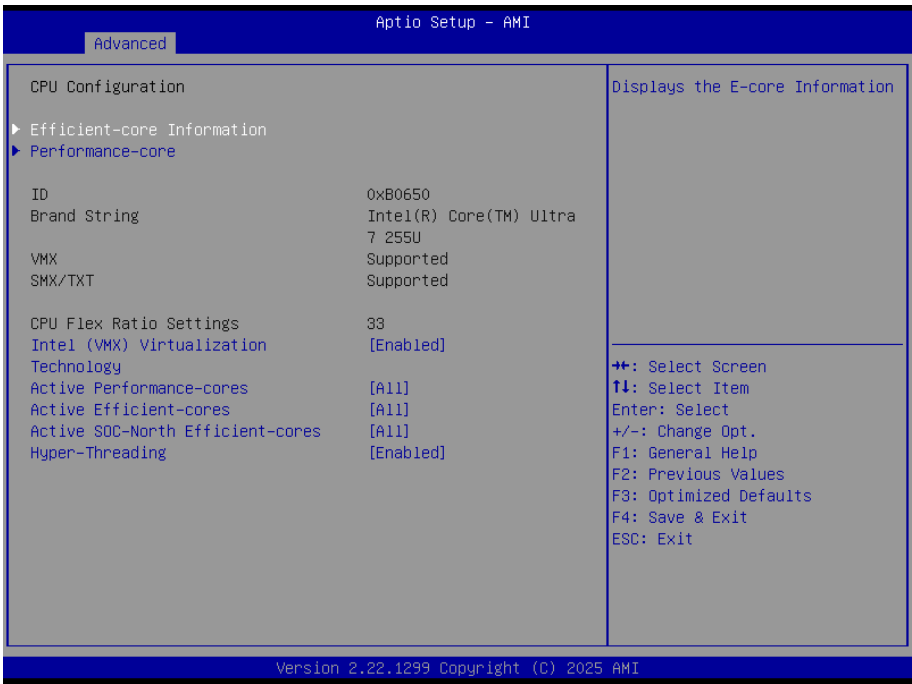 Aptio Setup – AMI
Advanced
CPU Configuration
Efficient-core Information
Performance-core
ID 0xB0650
Brand String Intel(R) Core(TM) Ultra
7 255U
VMX Supported
SMX/TXT Supported
CPU Flex Ratio Settings 33
Intel (VMX) Virtualization [Enabled]
Technology
Active Performance-cores [All]
Active Efficient-cores [All]
Active SOC-North Efficient-cores [All]
Hyper-Threading [Enabled]
Displays the E-core Information
→←: Select Screen
↑↓: Select Item
Enter: Select
+/-: Change Opt.
F1: General Help
F2: Previous Values
F3: Optimized Defaults
F4: Save & Exit
ESC: Exit
Version 2.22.1299 Copyright (C) 2025 AMI